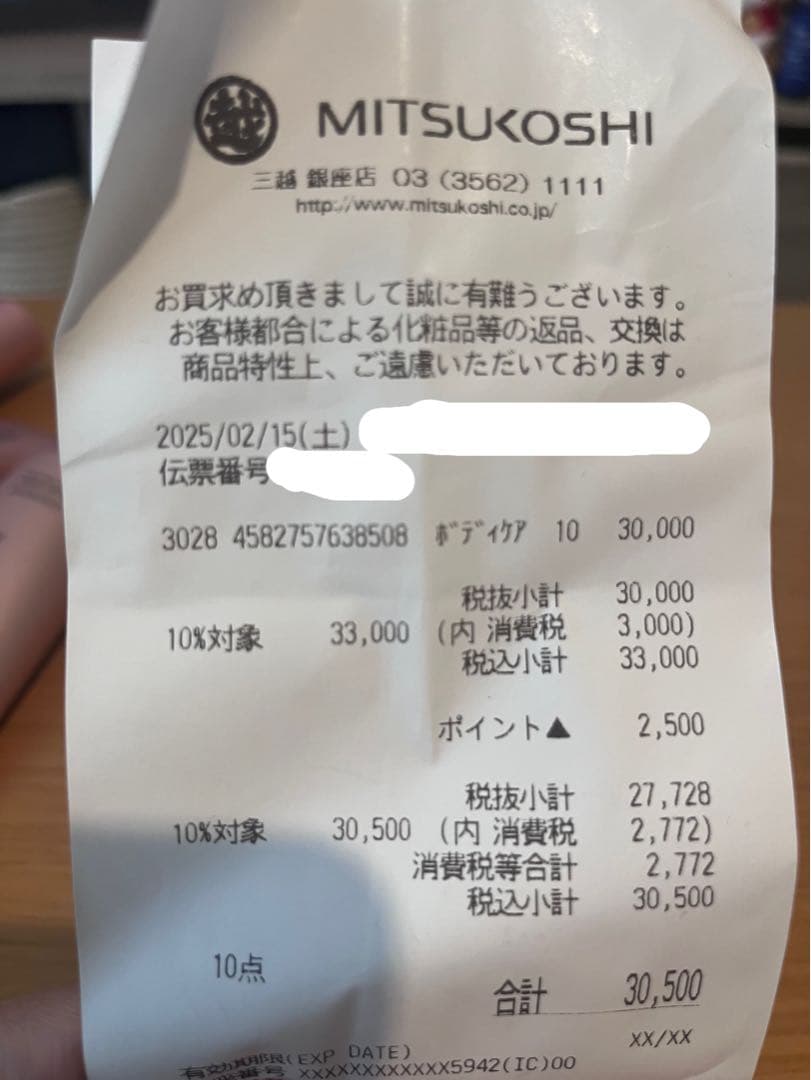 越 MITSUKOSHI
三越 銀座店 03 (3562) 1111
http://www.mitsukoshi.co.jp/
お買求め頂きまして誠に有難うございます。
お客様都合による化粧品等の返品、交換は
商品特性上、ご遠慮いただいております。
2025/02/15(土)
伝票番号
3028 4582757638508 ﾎﾞﾃﾞｨｹｱ 10 30,000
税抜小計 30,000
10%対象 33,000 (内 消費税 3,000)
税込小計 33,000
ポイント▲ 2,500
税抜小計 27,728
10%対象 30,500 (内 消費税 2,772)
消費税等合計 2,772
税込小計 30,500
10点
合計 30,500
XX/XX
有効期限(EXP DATE)
番号 XXXXXXXXXXXX5942(IC)00